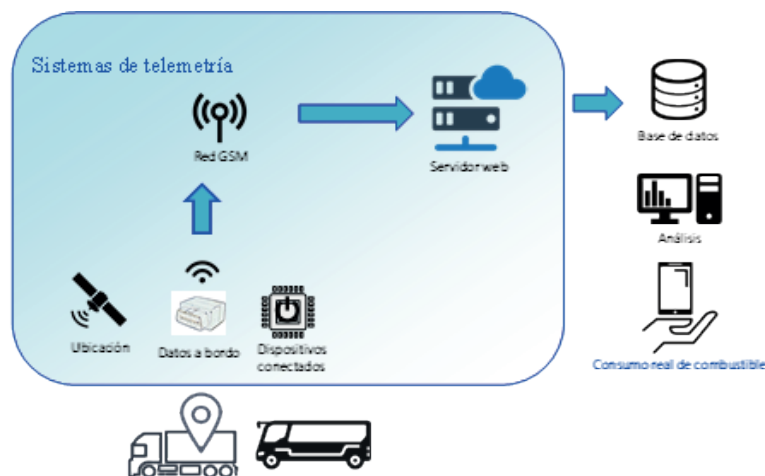 Sistemas de telemetría
Red GSM
Servidor web
Base de datos
Análisis
Ubicación
Datos a bordo
Dispositivos
conectados
Consumo real de combustible